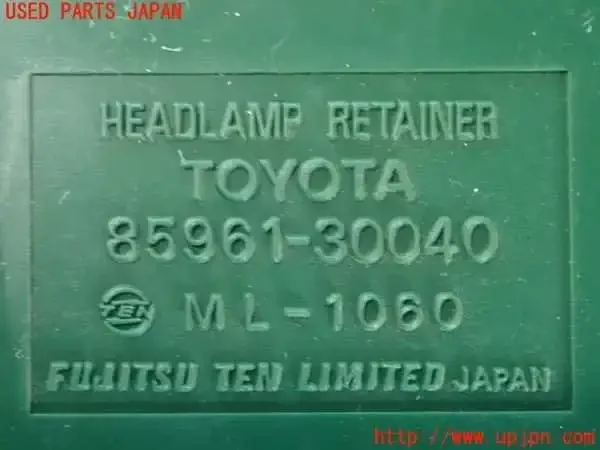 USED PARTS JAPAN
HEADLAMP RETAINER
TOYOTA
85961-30040
TEN ML-1060
FUJITSU TEN LIMITED JAPAN
http://www.upjpn.com/